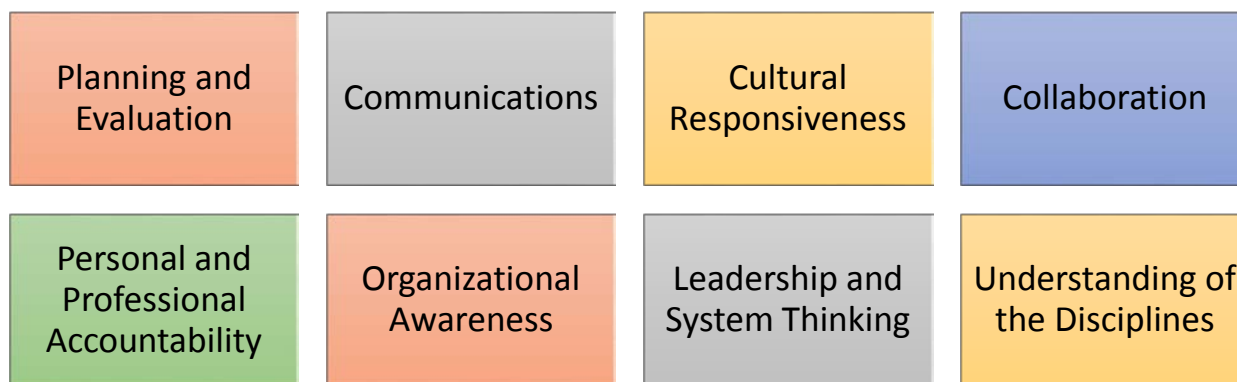 Planning and
Evaluation
Communications
Cultural
Responsiveness
Collaboration
Personal and
Professional
Accountability
Organizational
Awareness
Leadership and
System Thinking
Understanding of
the Disciplines